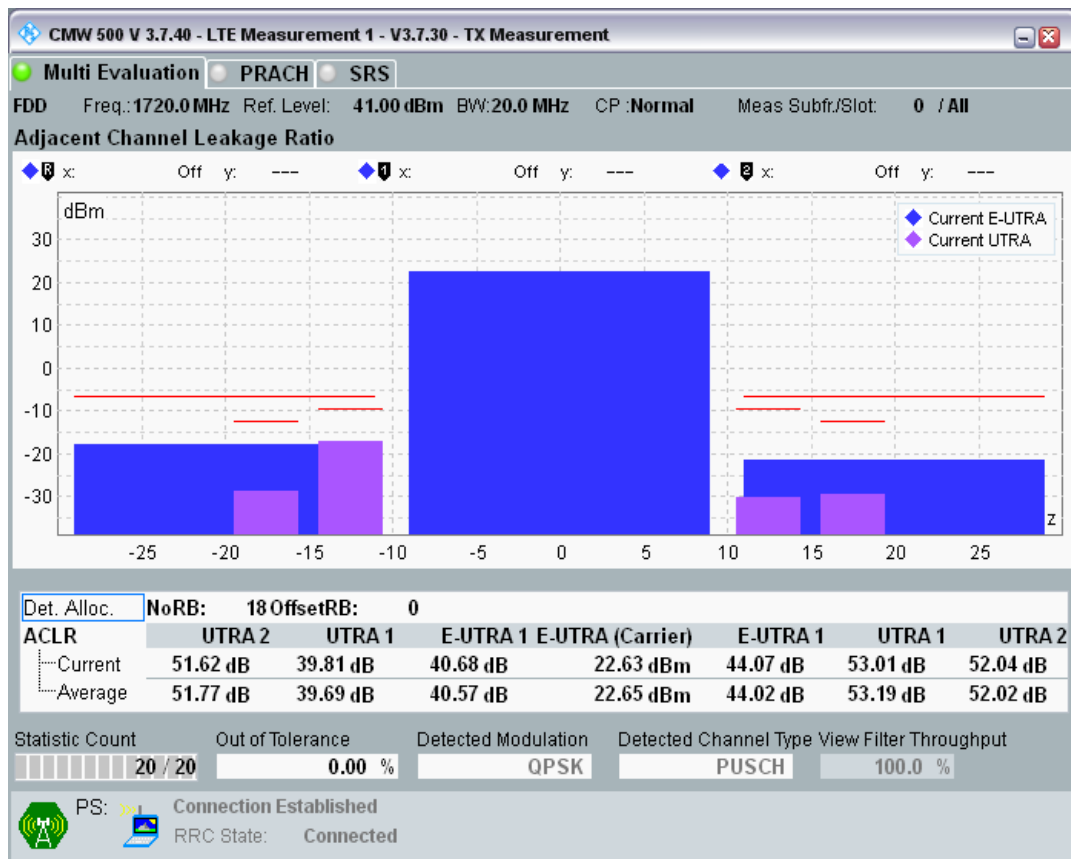 CMW 500 V 3.7.40 - LTE Measurement 1 - V3.7.30 - TX Measurement
Multi Evaluation PRACH SRS
FDD Freq.:1720.0 MHz Ref. Level: 41.00 dBm BW:20.0 MHz CP :Normal Meas Subfr./Slot: 0 / All
Adjacent Channel Leakage Ratio
R x: Off y: --- 1 x: Off y: --- 2 x: Off y: ---
dBm
Current E-UTRA
Current UTRA
30
20
10
0
-10
-20
-30
z
-25 -20 -15 -10 -5 0 5 10 15 20 25
Det. Alloc. NoRB: 18 OffsetRB: 0
ACLR UTRA 2 UTRA 1 E-UTRA 1 E-UTRA (Carrier) E-UTRA 1 UTRA 1 UTRA 2
Current 51.62 dB 39.81 dB 40.68 dB 22.63 dBm 44.07 dB 53.01 dB 52.04 dB
Average 51.77 dB 39.69 dB 40.57 dB 22.65 dBm 44.02 dB 53.19 dB 52.02 dB
Statistic Count Out of Tolerance Detected Modulation Detected Channel Type View Filter Throughput
20 / 20 0.00 % QPSK PUSCH 100.0 %
PS: Connection Established
RRC State: Connected